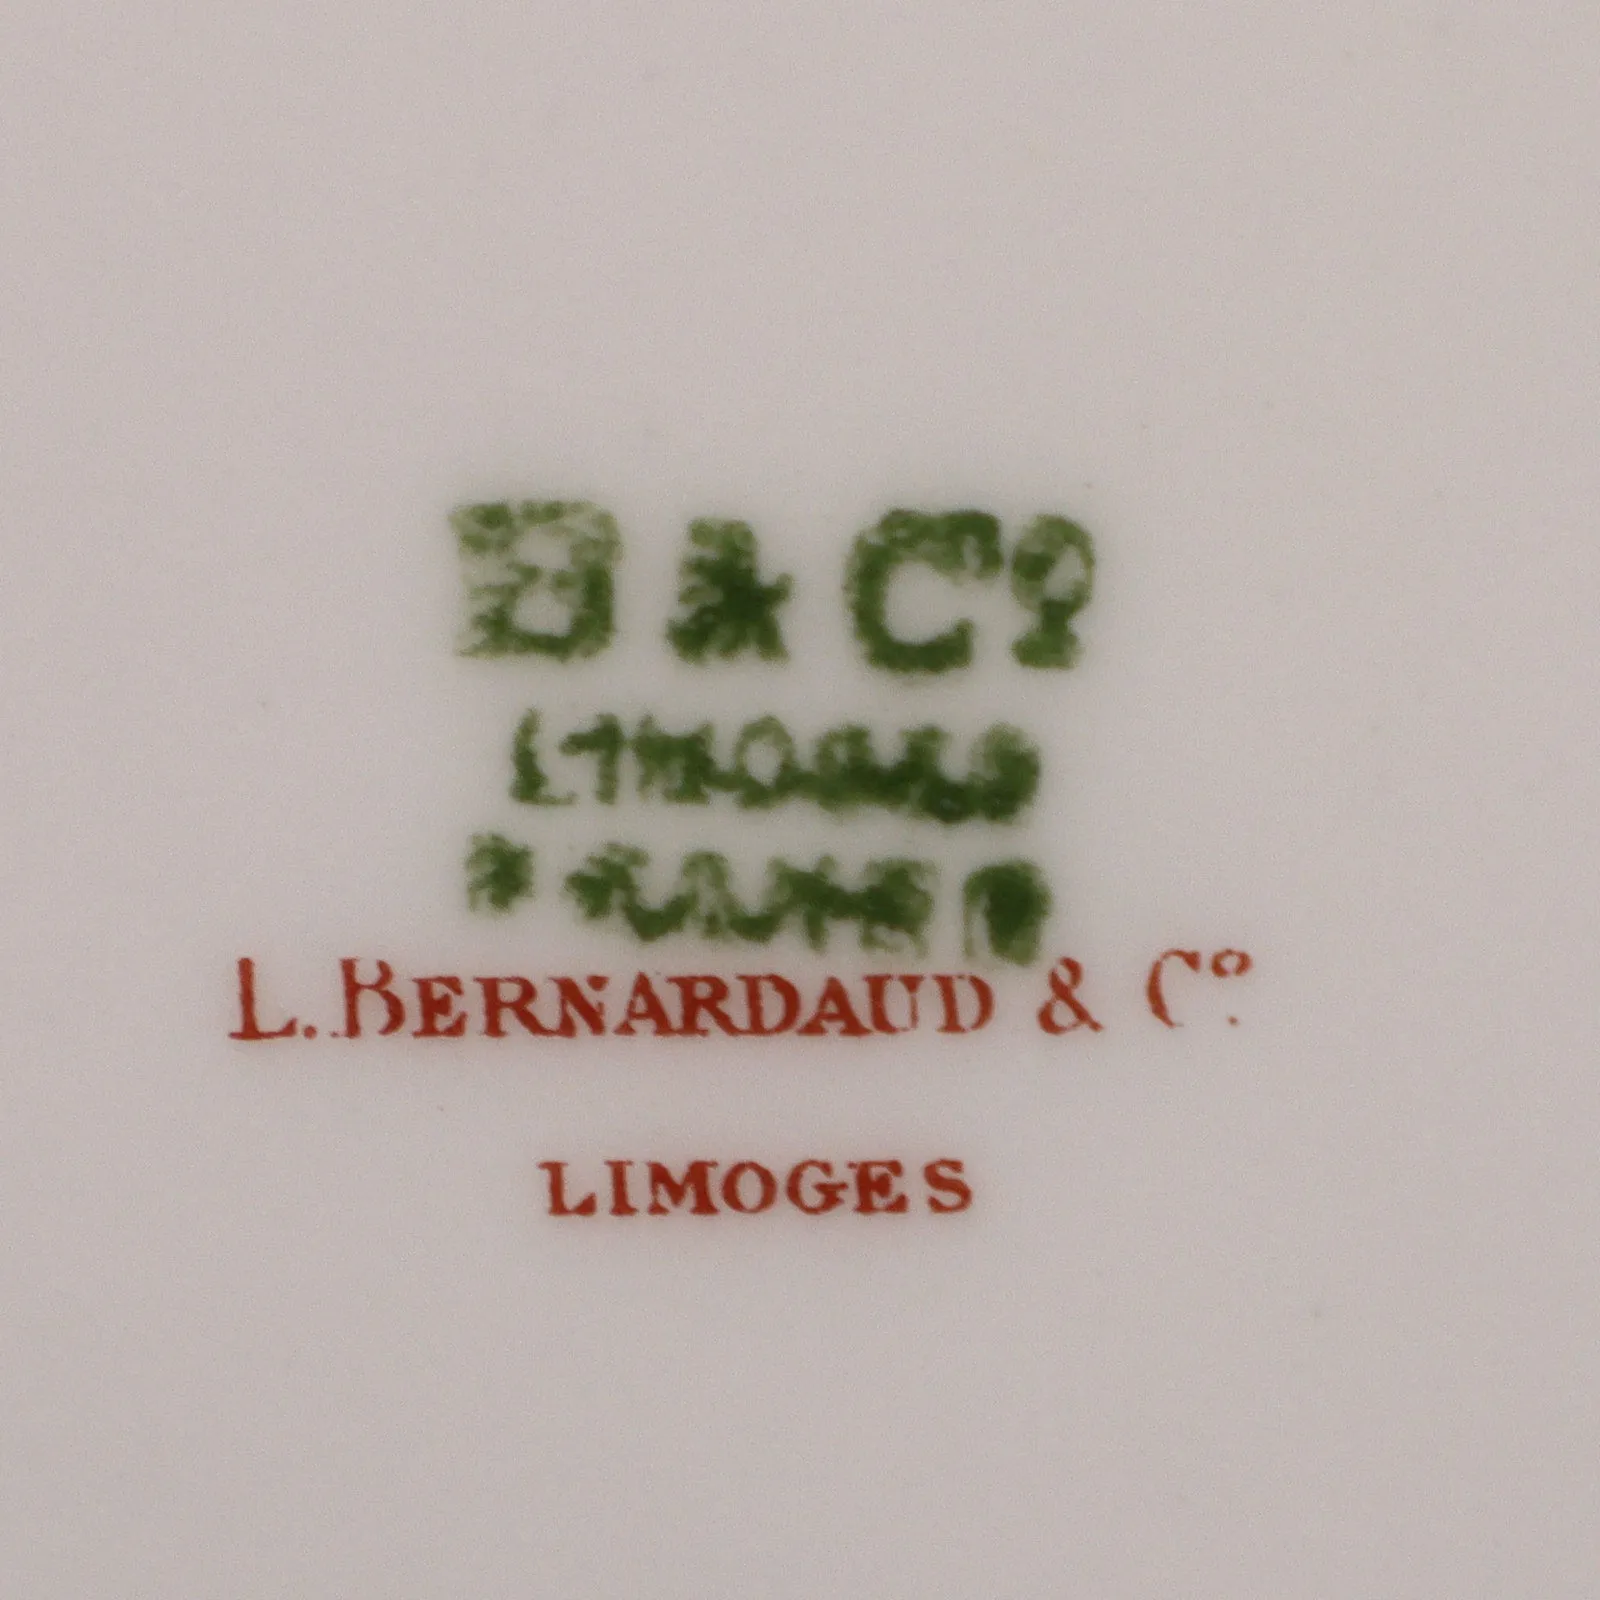 B & Cº
LIMOGES
FRANCE
L. BERNARDAUD & Cº.
LIMOGES